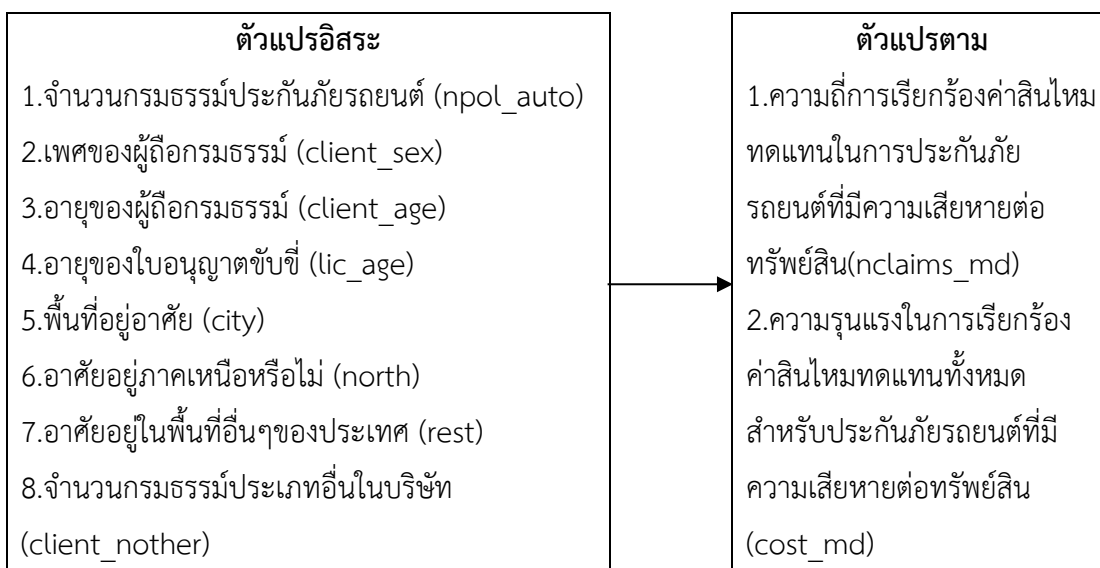 ตัวแปรอิสระ
1.จำนวนกรมธรรม์ประกันภัยรถยนต์ (npol_auto)
2.เพศของผู้ถือกรมธรรม์ (client_sex)
3.อายุของผู้ถือกรมธรรม์ (client_age)
4.อายุของใบอนุญาตขับขี่ (lic_age)
5.พื้นที่อยู่อาศัย (city)
6.อาศัยอยู่ภาคเหนือหรือไม่ (north)
7.อาศัยอยู่ในพื้นที่อื่นๆของประเทศ (rest)
8.จำนวนกรมธรรม์ประเภทอื่นในบริษัท
(client_nother)
ตัวแปรตาม
1.ความถี่การเรียกร้องค่าสินไหม
ทดแทนในการประกันภัย
รถยนต์ที่มีความเสียหายต่อ
ทรัพย์สิน(nclaims_md)
2.ความรุนแรงในการเรียกร้อง
ค่าสินไหมทดแทนทั้งหมด
สำหรับประกันภัยรถยนต์ที่มี
ความเสียหายต่อทรัพย์สิน
(cost_md)